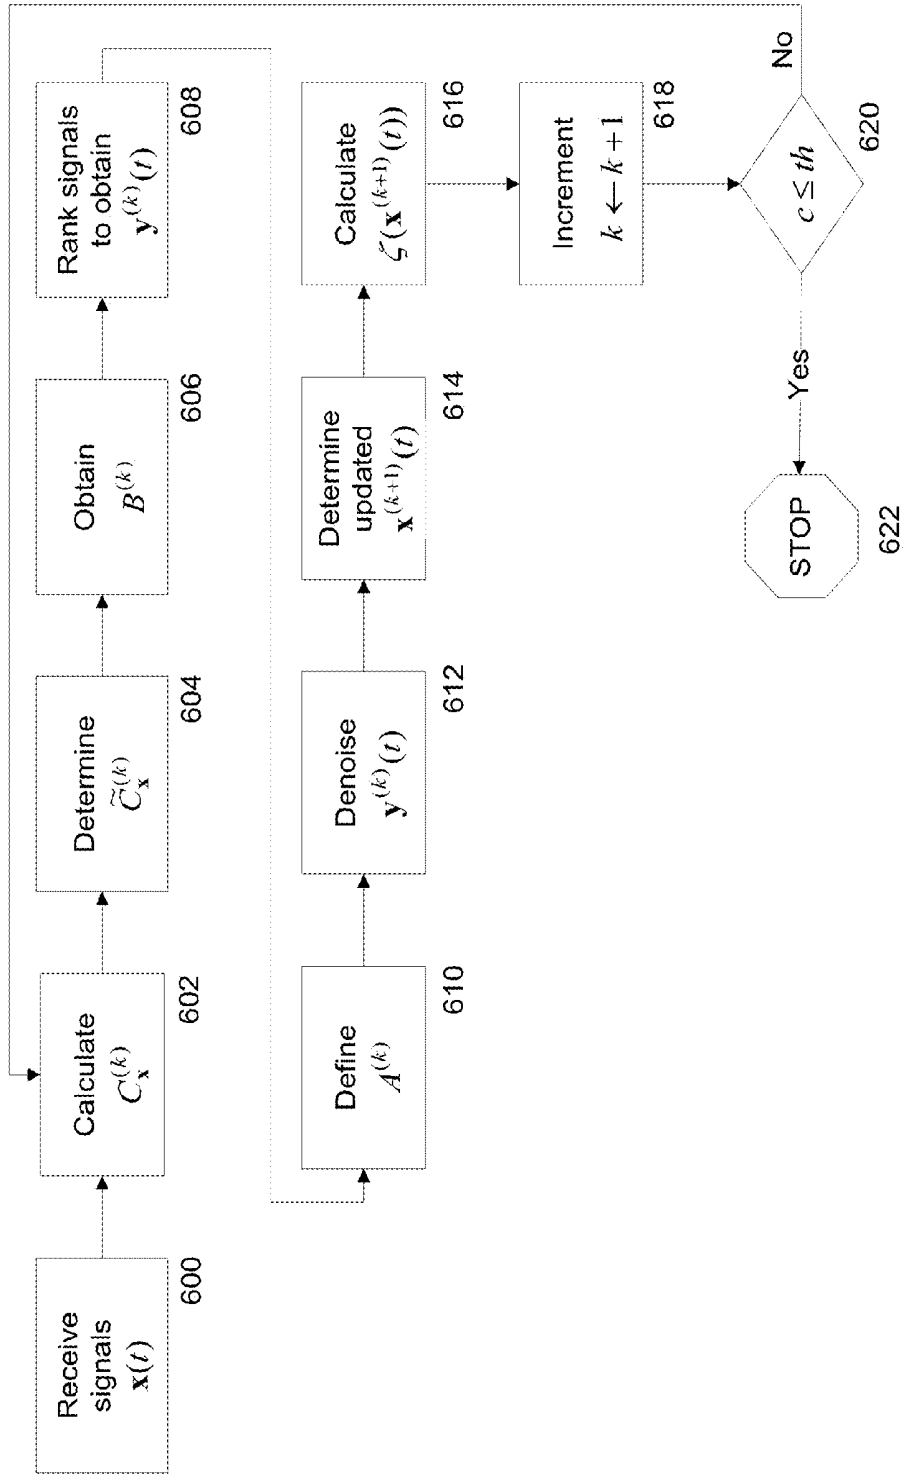 Receive
signals
x(t)
600
Calculate
C_x^(k)
602
Determine
C̃_x^(k)
604
Obtain
B^(k)
606
Rank signals
to obtain
y^(k)(t)
608
Define
A^(k)
610
Denoise
y^(k)(t)
612
Determine
updated
x^(k+1)(t)
614
Calculate
ζ(x^(k+1)(t))
616
Increment
k ← k+1
618
c ≤ th
620
No
Yes
STOP
622